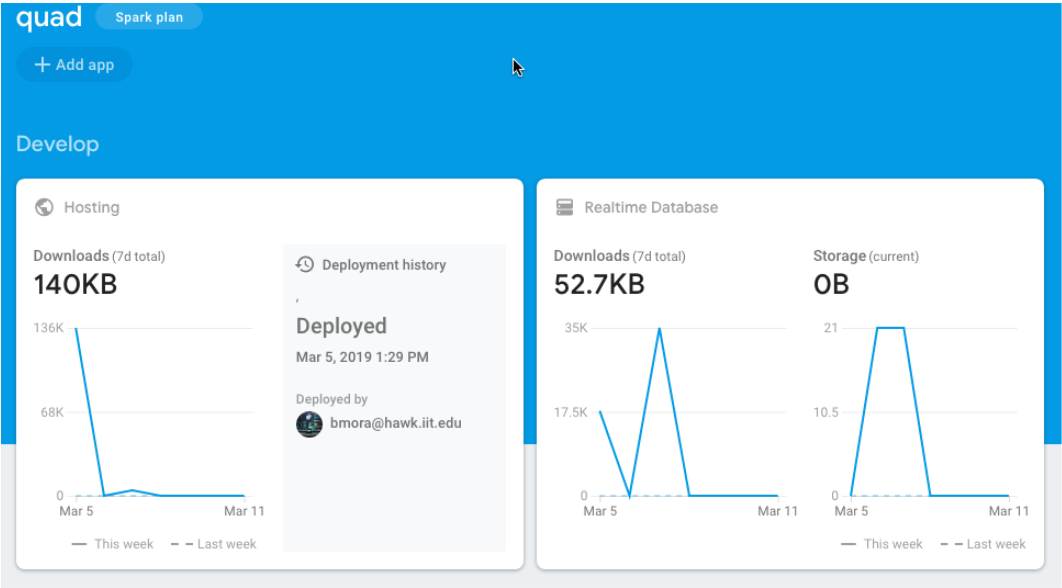 quad
Spark plan
+ Add app
Develop
Hosting
Downloads (7d total)
140KB
136K
68K
0
Mar 5
Mar 11
This week
Last week
Deployment history
,
Deployed
Mar 5, 2019 1:29 PM
Deployed by
bmora@hawk.iit.edu
Realtime Database
Downloads (7d total)
52.7KB
35K
17.5K
0
Mar 5
Mar 11
Storage (current)
0B
21
10.5
0
Mar 5
Mar 11
This week
Last week